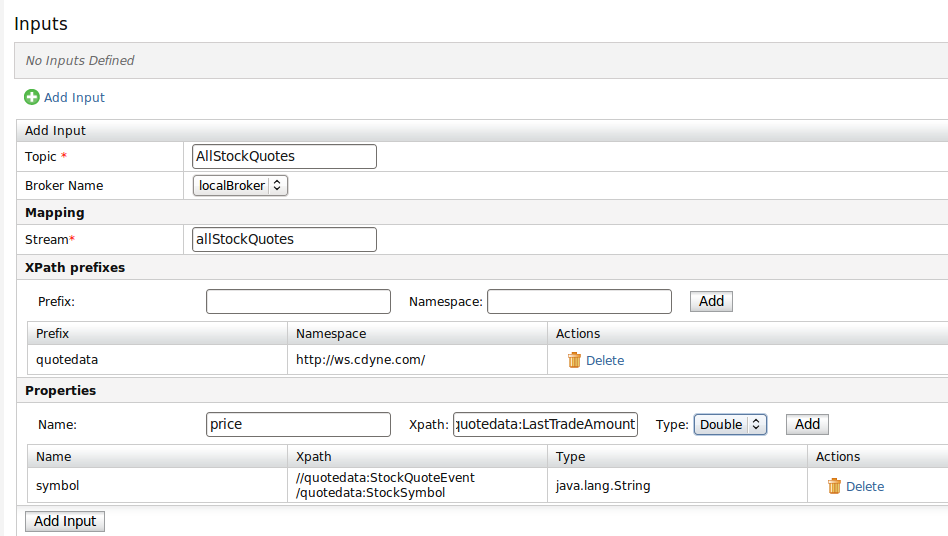 Inputs
No Inputs Defined
Add Input
Add Input
Topic * AllStockQuotes
Broker Name localBroker
Mapping
Stream* allStockQuotes
XPath prefixes
Prefix: Namespace: Add
Prefix Namespace Actions
quotedata http://ws.cdyne.com/ Delete
Properties
Name: price Xpath: quotedata:LastTradeAmount Type: Double Add
Name Xpath Type Actions
symbol //quotedata:StockQuoteEvent
/quotedata:StockSymbol java.lang.String Delete
Add Input